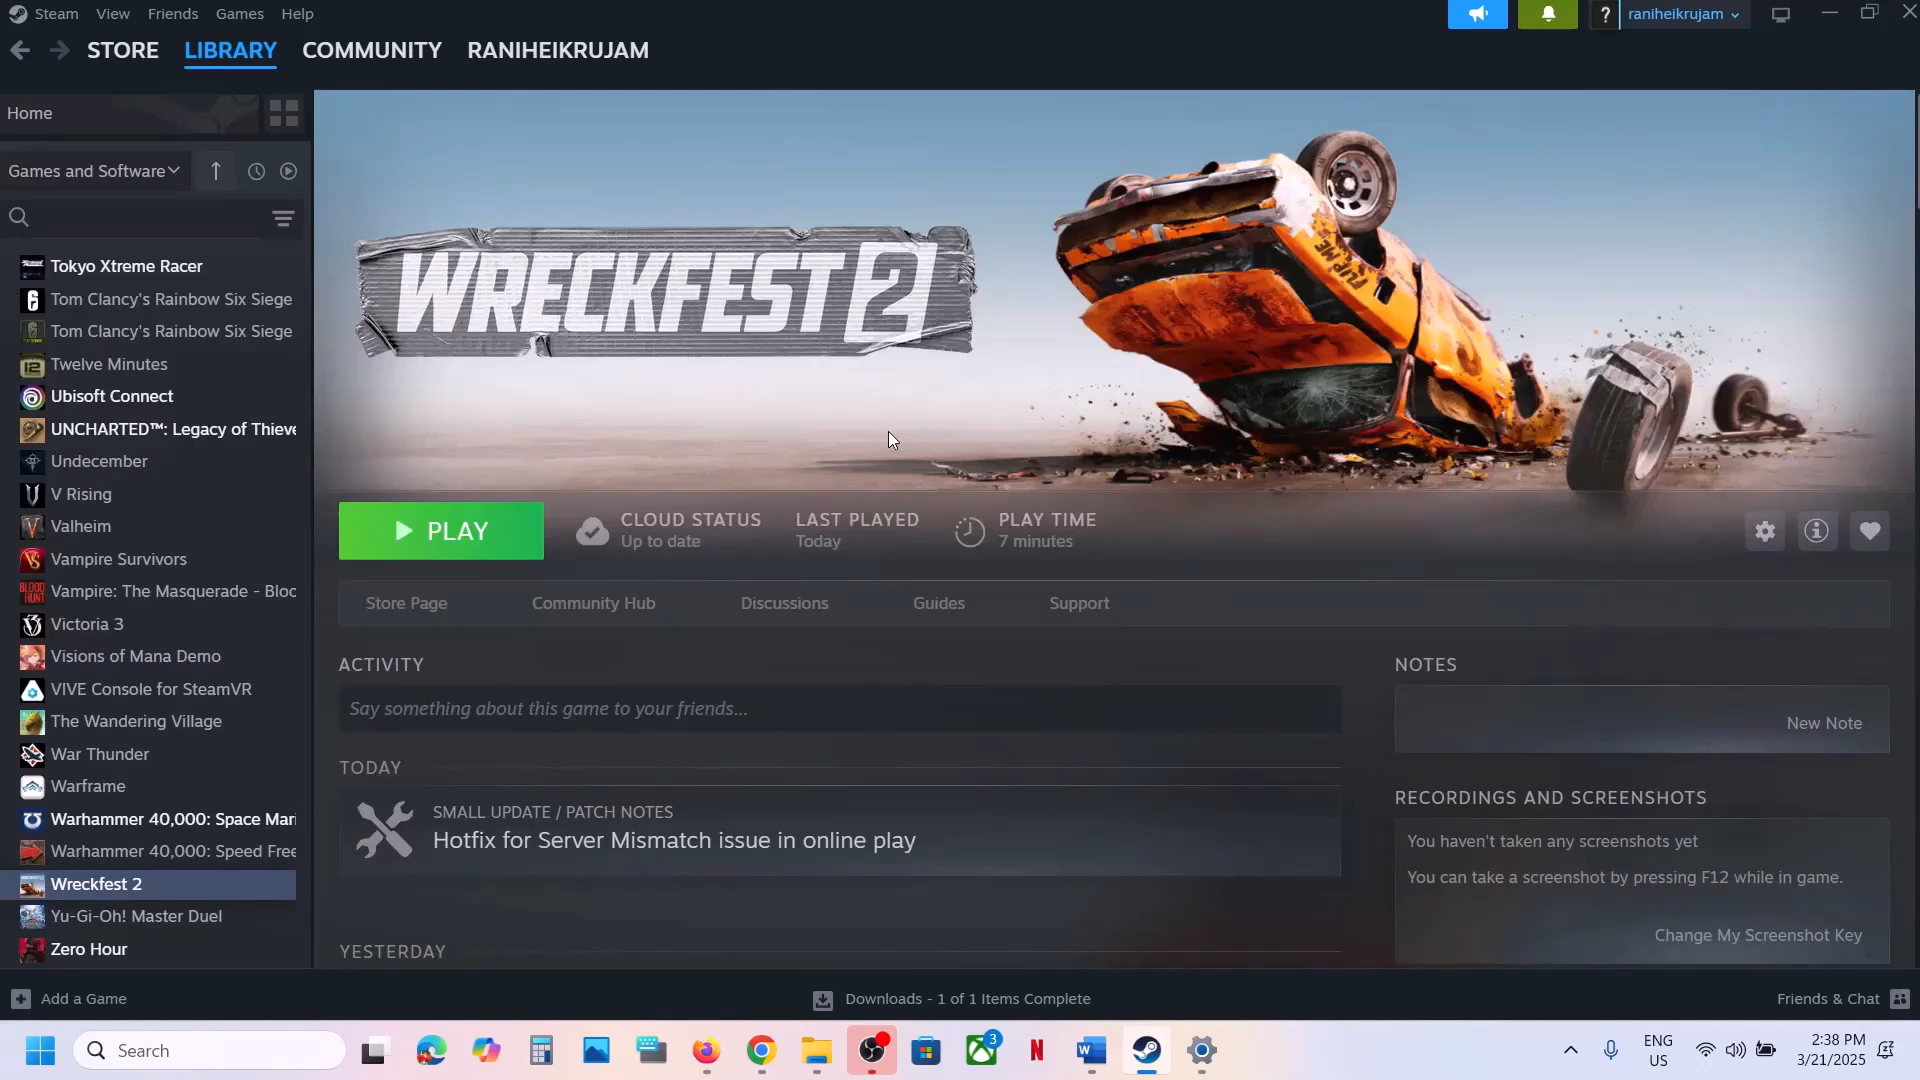 Steam View Friends Games Help
raniheikrujam
STORE LIBRARY COMMUNITY RANIHEIKRUJAM
Home
Games and Software
Tokyo Xtreme Racer
Tom Clancy's Rainbow Six Siege
Tom Clancy's Rainbow Six Siege
Twelve Minutes
Ubisoft Connect
UNCHARTED™: Legacy of Thieve
Undecember
V Rising
Valheim
Vampire Survivors
Vampire: The Masquerade - Bloc
Victoria 3
Visions of Mana Demo
VIVE Console for SteamVR
The Wandering Village
War Thunder
Warframe
Warhammer 40,000: Space Mari
Warhammer 40,000: Speed Free
Wreckfest 2
Yu-Gi-Oh! Master Duel
Zero Hour
WRECKFEST 2
FLIP ME
PLAY
CLOUD STATUS
Up to date
LAST PLAYED
Today
PLAY TIME
7 minutes
Store Page Community Hub Discussions Guides Support
ACTIVITY
Say something about this game to your friends...
TODAY
SMALL UPDATE / PATCH NOTES
Hotfix for Server Mismatch issue in online play
YESTERDAY
NOTES
New Note
RECORDINGS AND SCREENSHOTS
You haven't taken any screenshots yet
You can take a screenshot by pressing F12 while in game.
Change My Screenshot Key
Add a Game
Downloads - 1 of 1 Items Complete
Friends & Chat
Search
3
ENG
US
2:38 PM
3/21/2025